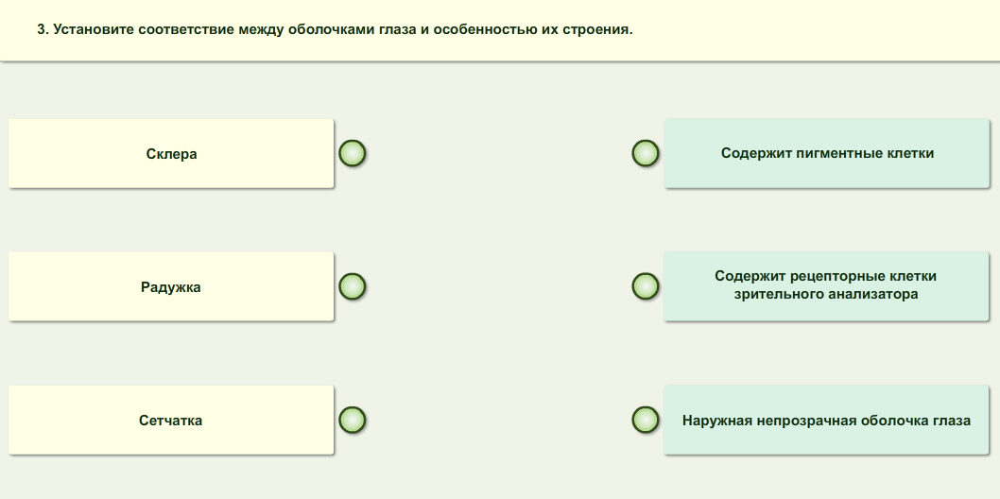 3. Установите соответствие между оболочками глаза и особенностью их строения.
Склера
Содержит пигментные клетки
Радужка
Содержит рецепторные клетки
зрительного анализатора
Сетчатка
Наружная непрозрачная оболочка глаза